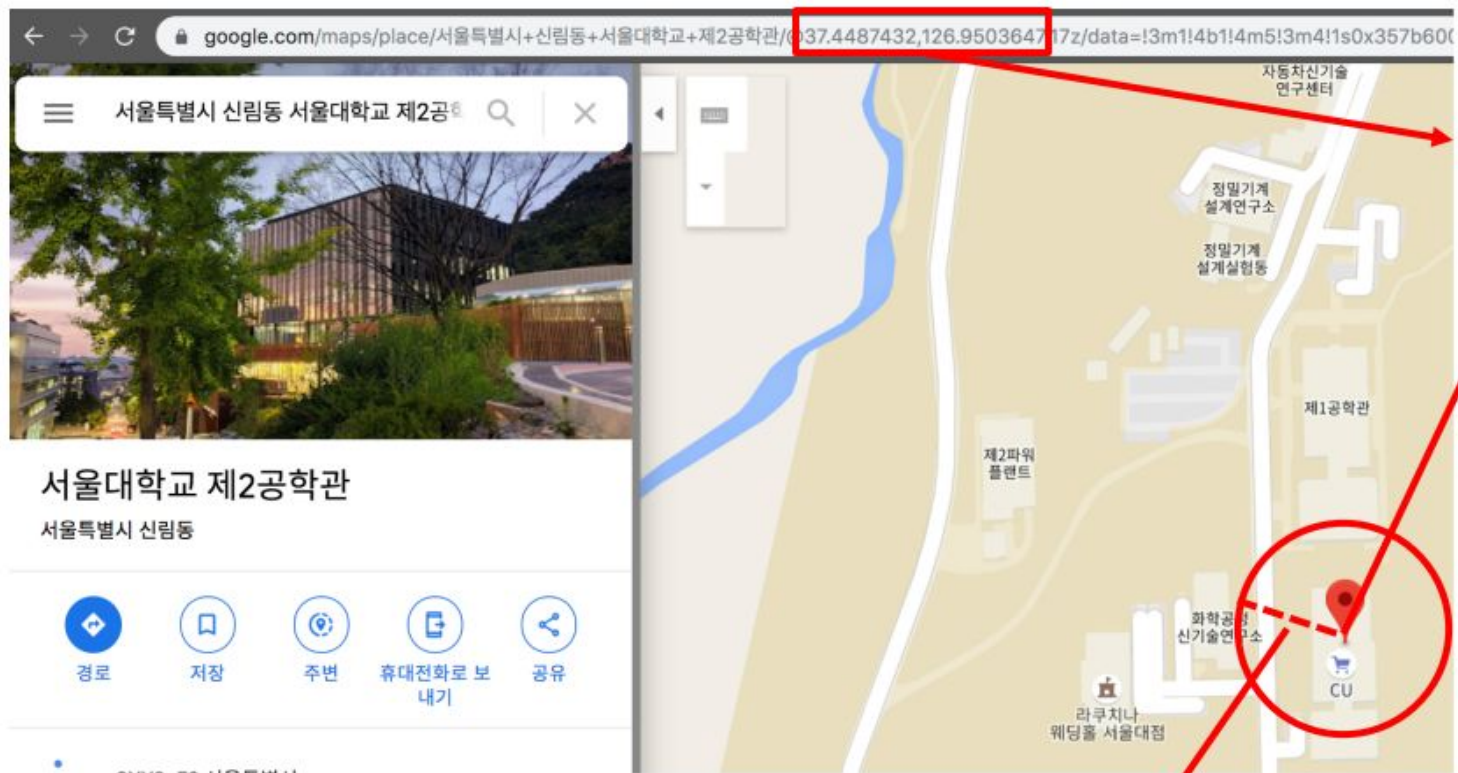 google.com/maps/place/서울특별시+신림동+서울대학교+제2공학관/@37.4487432,126.9503647,17z/data=!3m1!4b1!4m5!3m4!1s0x357b600
서울특별시 신림동 서울대학교 제2공학
서울대학교 제2공학관
서울특별시 신림동
경로
저장
주변
휴대전화로 보
내기
공유
자동차신기술
연구센터
정밀기계
설계연구소
정밀기계
설계실험동
제1공학관
제2파워
플랜트
화학공정
신기술연구소
CU
라쿠치나
웨딩홀 서울대점